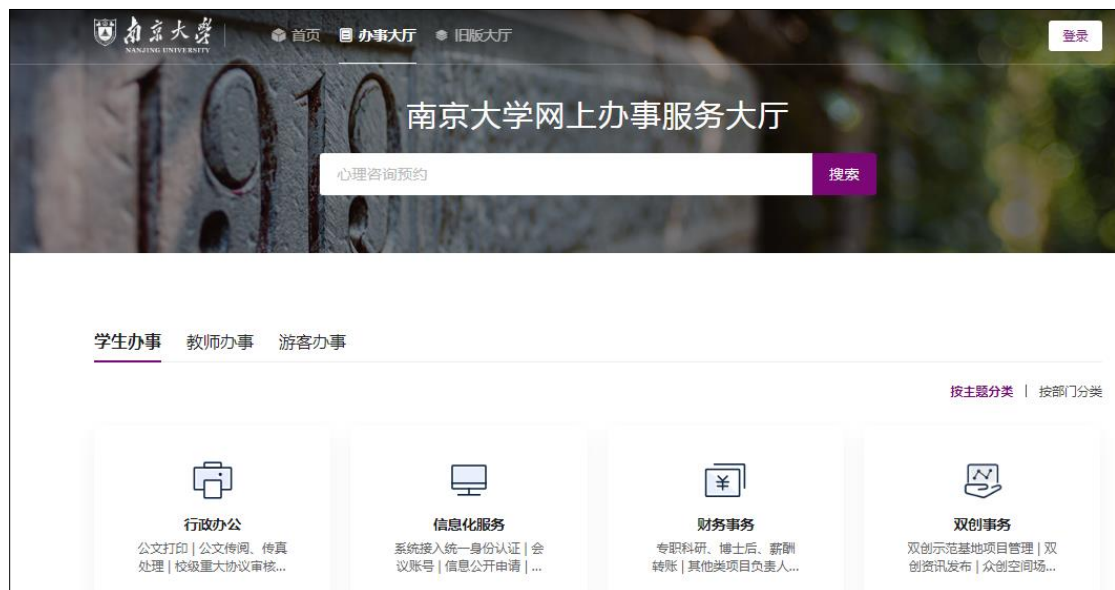 南京大学
NANJING UNIVERSITY
首页 办事大厅 旧版大厅 登录
1919
南京大学网上办事服务大厅
心理咨询预约 搜索
学生办事 教师办事 游客办事
按主题分类 | 按部门分类
行政办公
公文打印 | 公文传阅、传真
处理 | 校级重大协议审核...
信息化服务
系统接入统一身份认证 | 会
议账号 | 信息公开申请 | ...
财务事务
专职科研、博士后、薪酬
转账 | 其他类项目负责人...
双创事务
双创示范基地项目管理 | 双
创资讯发布 | 众创空间场...